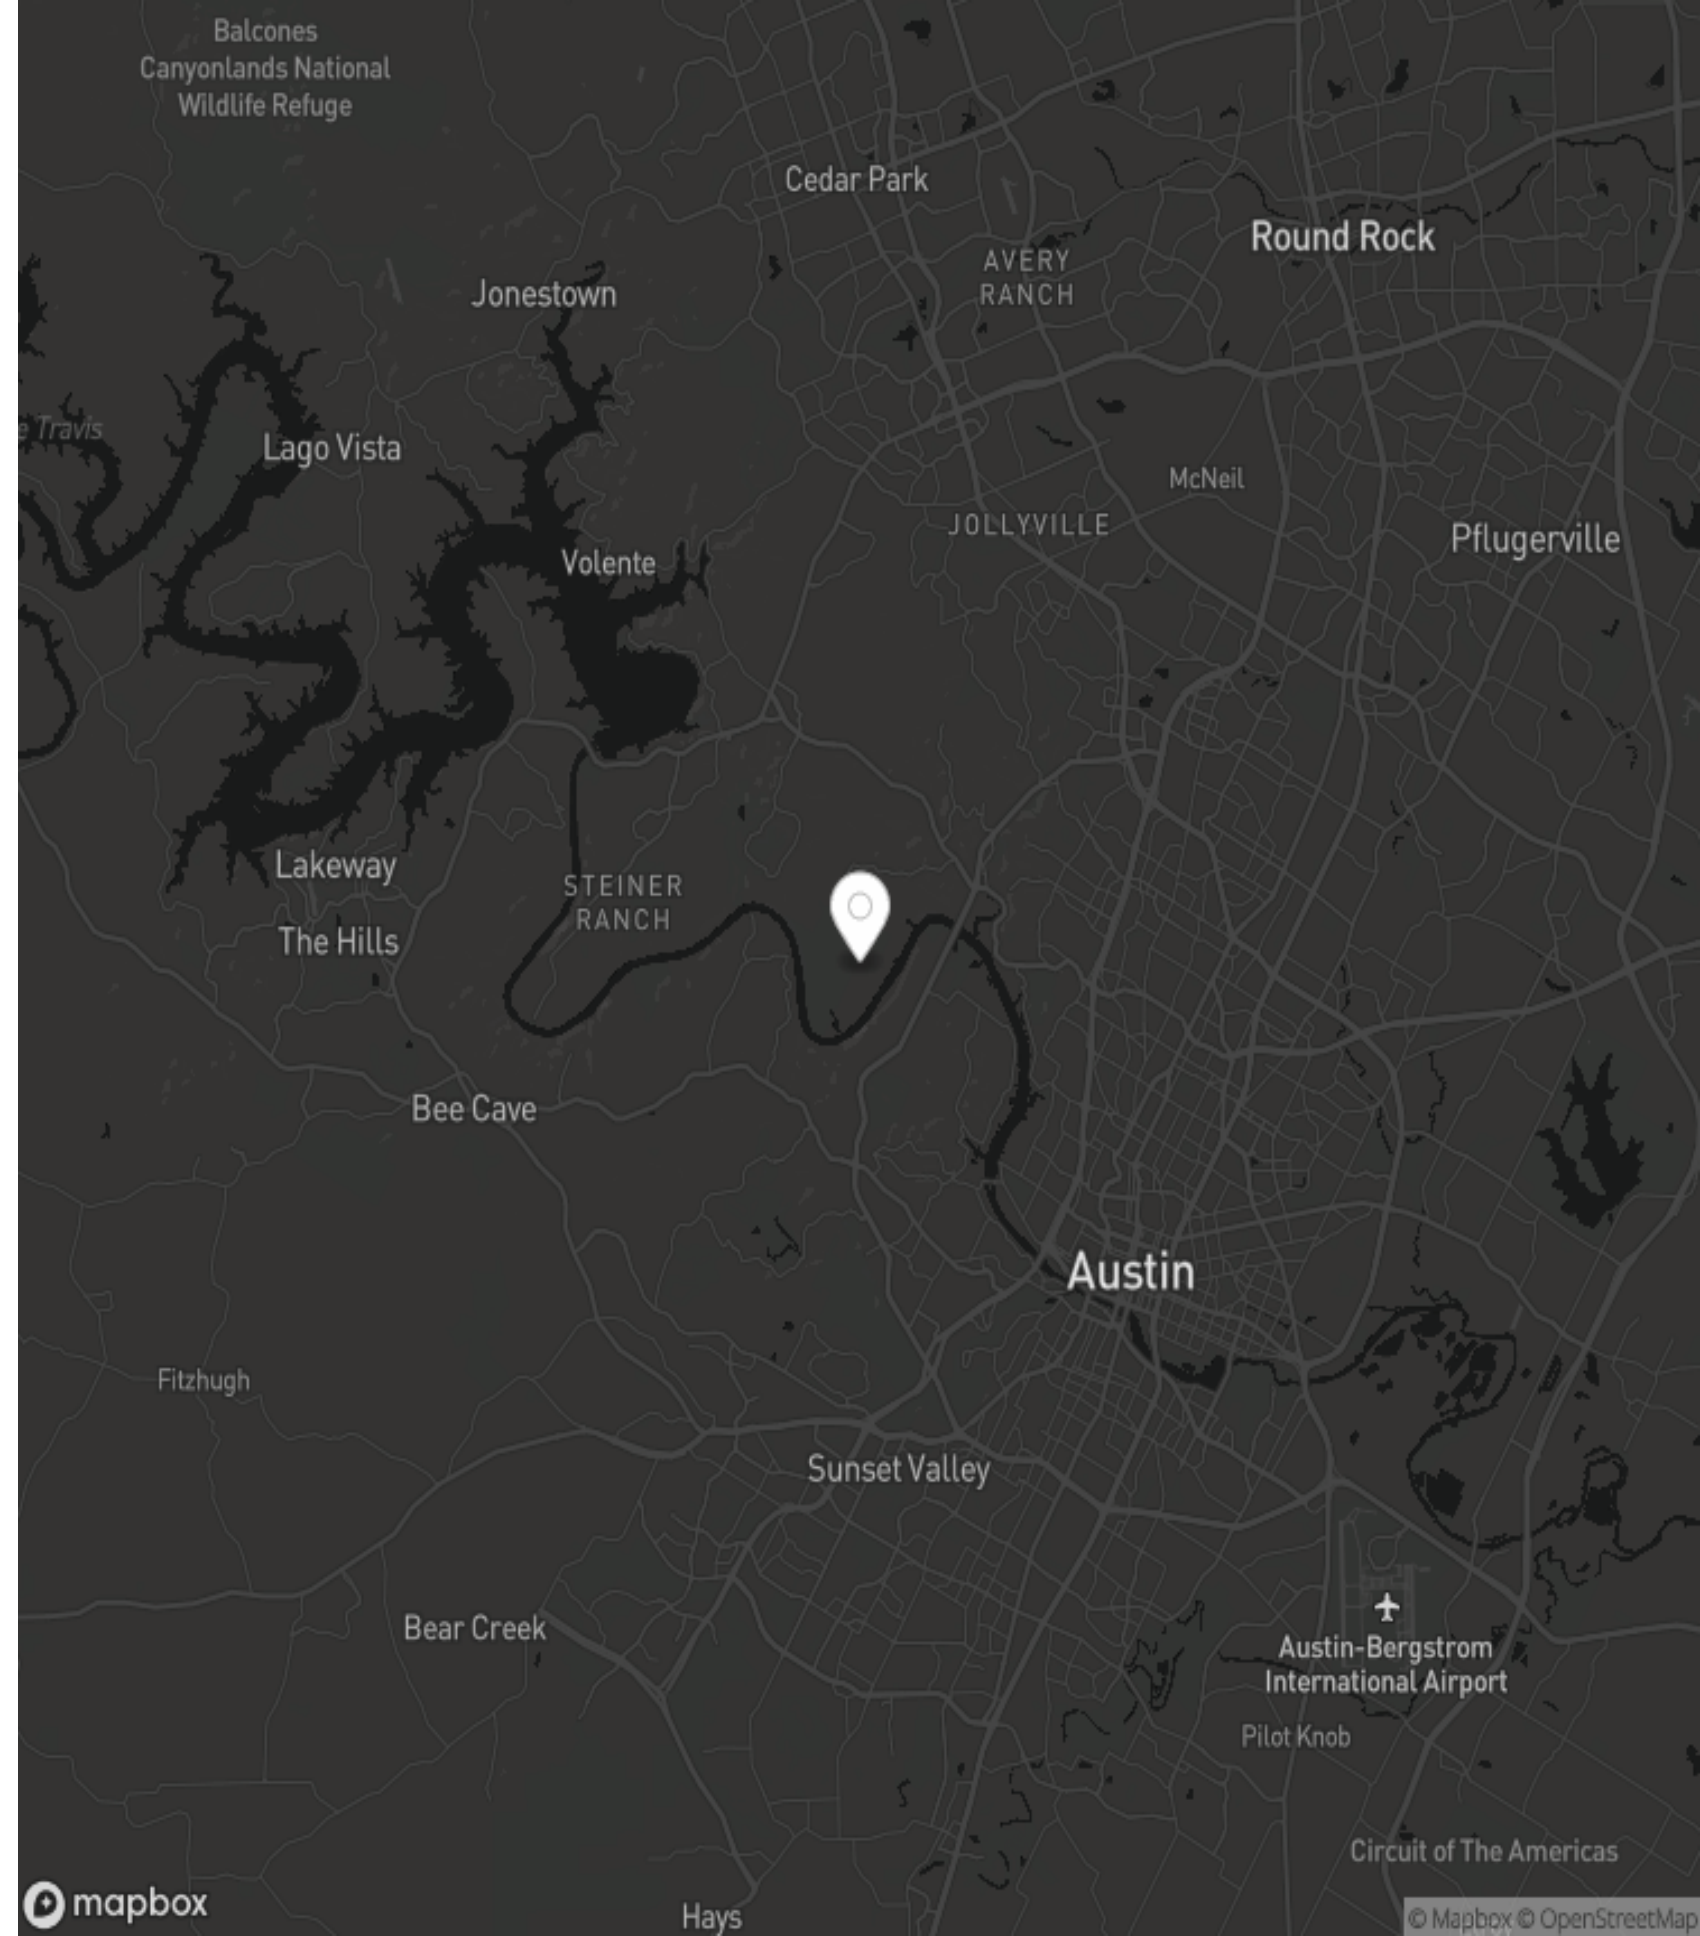 Balcones
Canyonlands National
Wildlife Refuge
Cedar Park
Round Rock
AVERY
RANCH
Jonestown
e Travis
Lago Vista
McNeil
JOLLYVILLE
Pflugerville
Volente
Lakeway
STEINER
RANCH
The Hills
Bee Cave
Austin
Fitzhugh
Sunset Valley
Bear Creek
Austin-Bergstrom
International Airport
Pilot Knob
Circuit of The Americas
mapbox
Hays
© Mapbox © OpenStreetMap